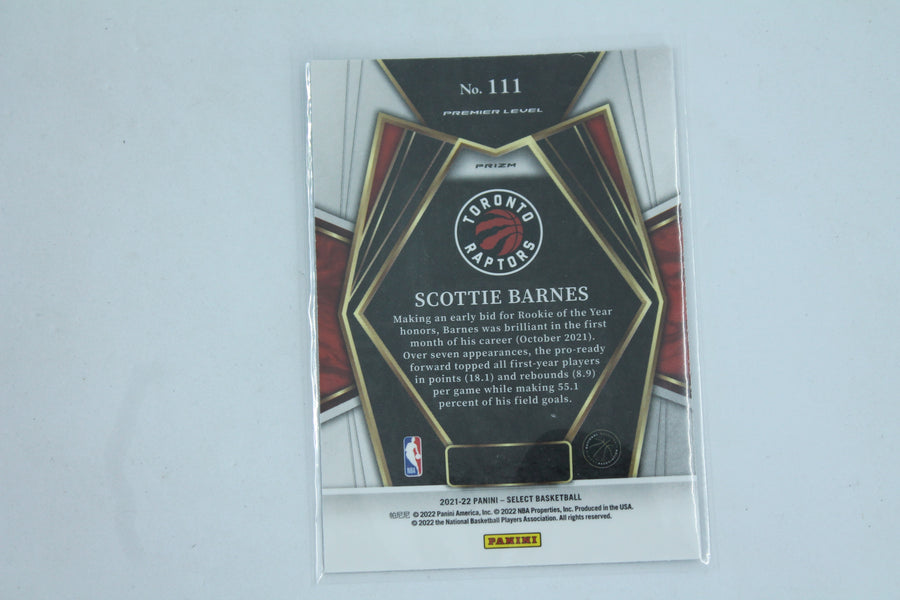 No. 111
PREMIER LEVEL
PRIZM
TORONTO
RAPTORS
SCOTTIE BARNES
Making an early bid for Rookie of the Year
honors, Barnes was brilliant in the first
month of his career (October 2021).
Over seven appearances, the pro-ready
forward topped all first-year players
in points (18.1) and rebounds (8.9)
per game while making 55.1
percent of his field goals.
NBA
2021-22 PANINI – SELECT BASKETBALL
帕尼尼 © 2022 Panini America, Inc. © 2022 NBA Properties, Inc. Produced in the USA.
© 2022 the National Basketball Players Association. All rights reserved.
PANINI